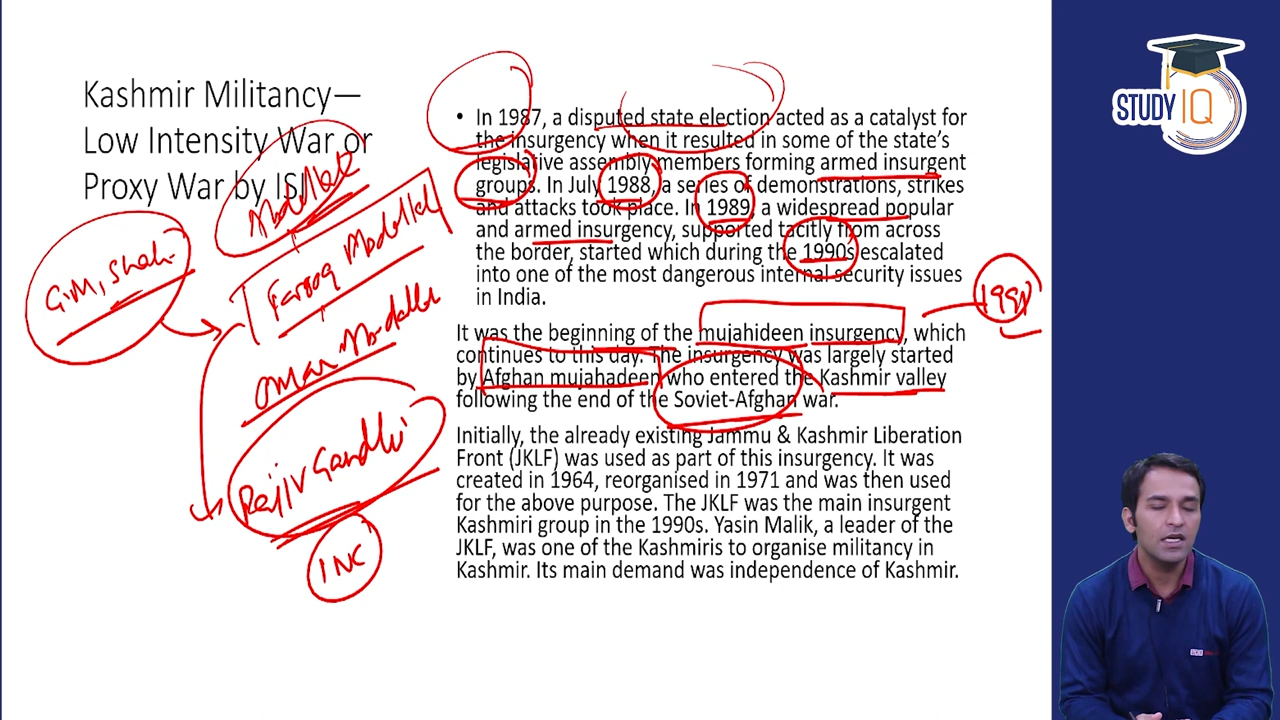 Kashmir Militancy—
Low Intensity War or
Proxy War by ISI
• In 1987, a disputed state election acted as a catalyst for
the insurgency when it resulted in some of the state's
legislative assembly members forming armed insurgent
groups. In July 1988, a series of demonstrations, strikes
and attacks took place. In 1989, a widespread popular
and armed insurgency, supported tacitly from across
the border, started which during the 1990s escalated
into one of the most dangerous internal security issues
in India.
It was the beginning of the mujahideen insurgency, which
continues to this day. The insurgency was largely started
by Afghan mujahadeen who entered the Kashmir valley
following the end of the Soviet-Afghan war.
Initially, the already existing Jammu & Kashmir Liberation
Front (JKLF) was used as part of this insurgency. It was
created in 1964, reorganised in 1971 and was then used
for the above purpose. The JKLF was the main insurgent
Kashmiri group in the 1990s. Yasin Malik, a leader of the
JKLF, was one of the Kashmiris to organise militancy in
Kashmir. Its main demand was independence of Kashmir.
G.M, Shah
Abdullah
Farooq Abdullah
Omar Abdullah
Rajiv Gandhi
INC
STUDY IQ